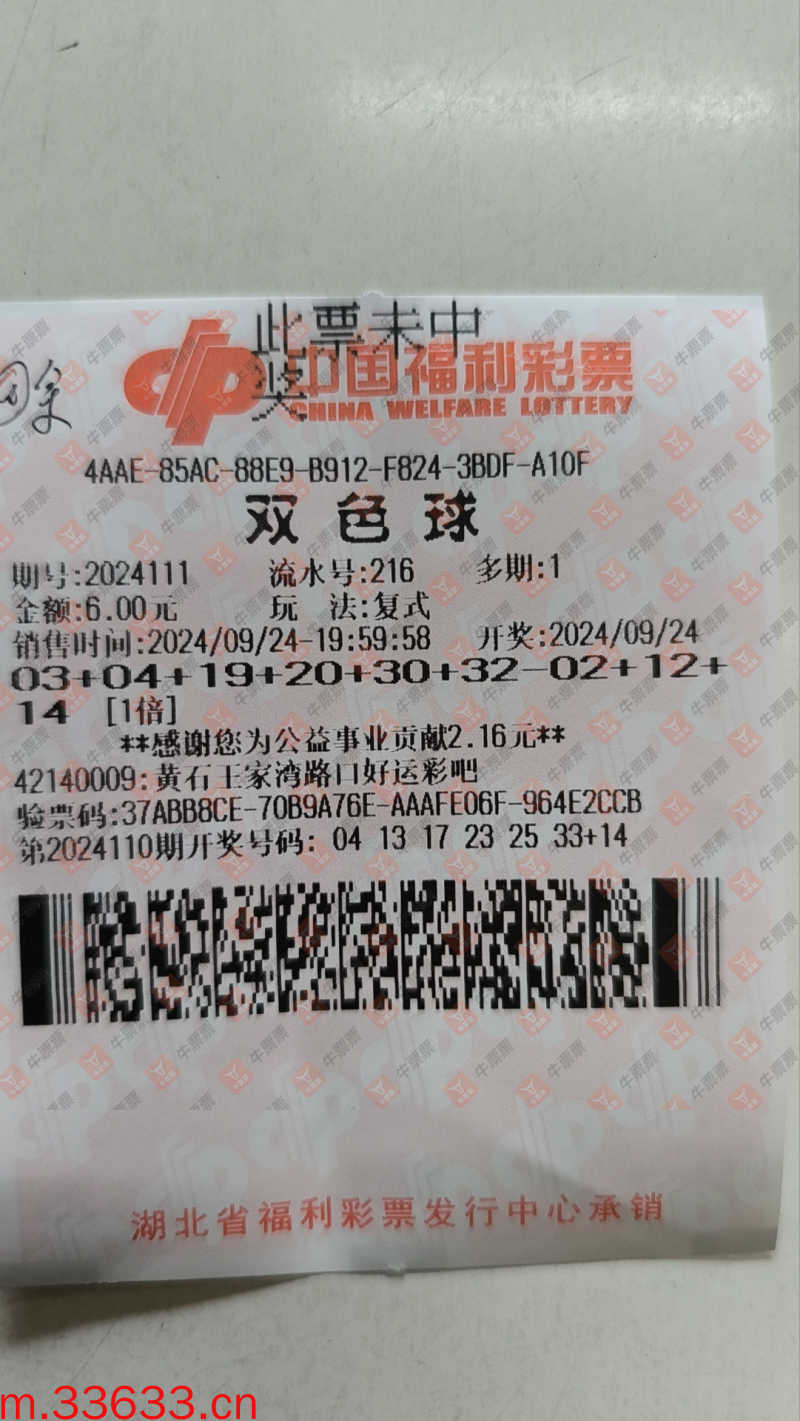 此票未中
奖
中国福利彩票
CHINA WELFARE LOTTERY
4AAE-85AC-88E9-B912-F824-3BDF-A10F
双色球
期号:2024111 流水号:216 多期:1
金额:6.00元 玩 法:复式
销售时间:2024/09/24-19:59:58 开奖:2024/09/24
03+04+19+20+30+32-02+12+
14 [1倍]
**感谢您为公益事业贡献2.16元**
42140009:黄石王家湾路口好运彩吧
验票码:37ABB8CE-70B9A76E-AAAFE06F-964E2CCB
第2024110期开奖号码: 04 13 17 23 25 33+14
湖北省福利彩票发行中心承销
m.33633.cn